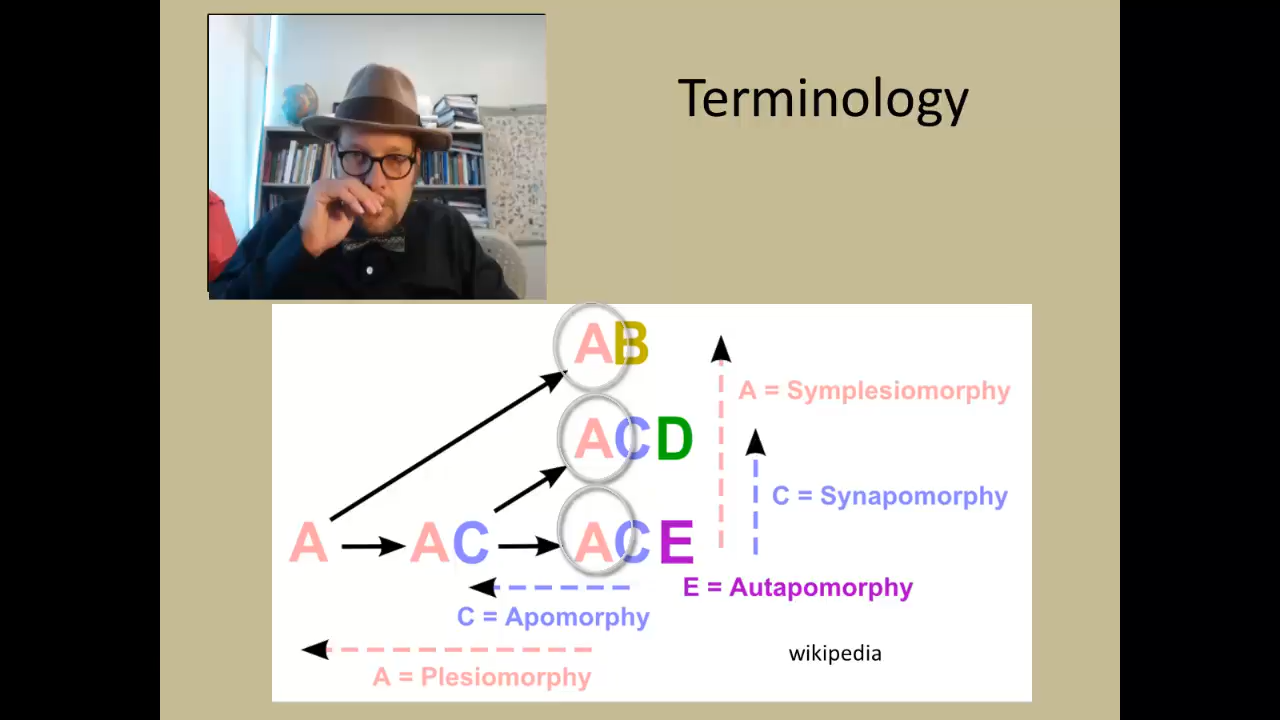 Terminology
AB
A = Symplesiomorphy
ACD
C = Synapomorphy
A AC ACE
E = Autapomorphy
C = Apomorphy
wikipedia
A = Plesiomorphy